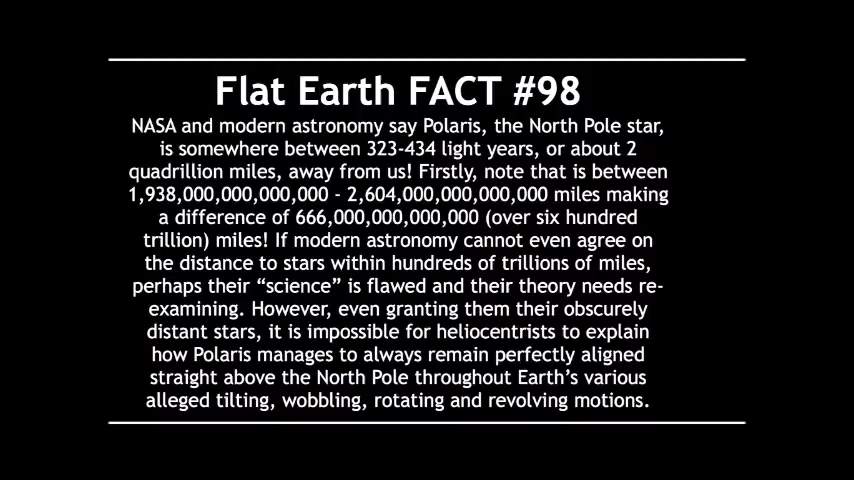 Flat Earth FACT #98
NASA and modern astronomy say Polaris, the North Pole star,
is somewhere between 323-434 light years, or about 2
quadrillion miles, away from us! Firstly, note that is between
1,938,000,000,000,000 - 2,604,000,000,000,000 miles making
a difference of 666,000,000,000,000 (over six hundred
trillion) miles! If modern astronomy cannot even agree on
the distance to stars within hundreds of trillions of miles,
perhaps their “science” is flawed and their theory needs re-
examining. However, even granting them their obscurely
distant stars, it is impossible for heliocentrists to explain
how Polaris manages to always remain perfectly aligned
straight above the North Pole throughout Earth’s various
alleged tilting, wobbling, rotating and revolving motions.